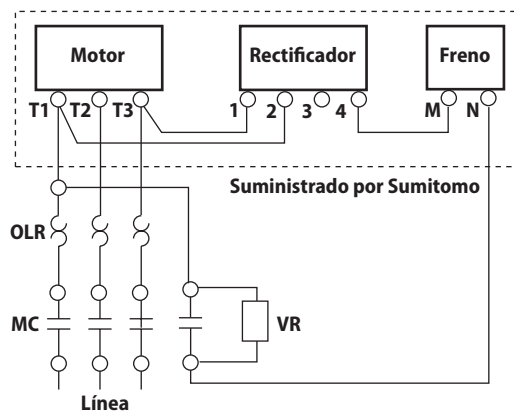 Motor Rectificador Freno
T1 T2 T3 1 2 3 4 M N
Suministrado por Sumitomo
OLR
MC VR
Línea